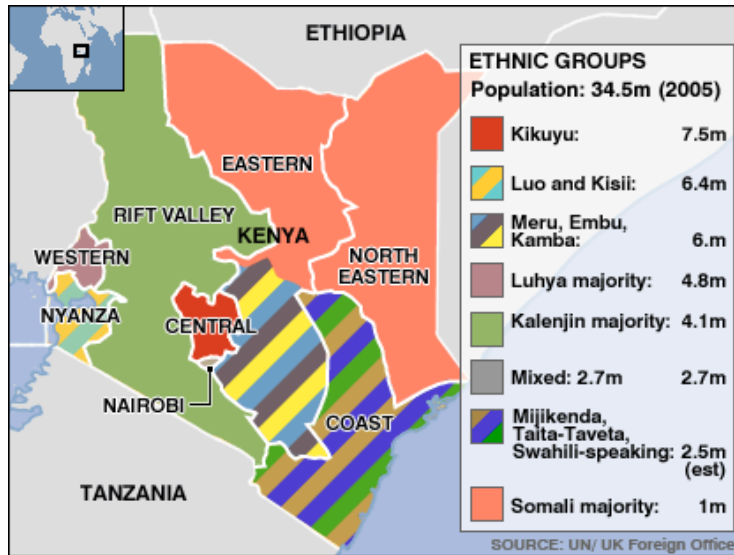 ETHIOPIA
EASTERN
RIFT VALLEY
KENYA
NORTH
EASTERN
WESTERN
NYANZA
CENTRAL
NAIROBI
COAST
TANZANIA
ETHNIC GROUPS
Population: 34.5m (2005)
Kikuyu: 7.5m
Luo and Kisii: 6.4m
Meru, Embu,
Kamba: 6.m
Luhya majority: 4.8m
Kalenjin majority: 4.1m
Mixed: 2.7m 2.7m
Mijikenda,
Taita-Taveta,
Swahili-speaking: 2.5m
(est)
Somali majority: 1m
SOURCE: UN/ UK Foreign Office